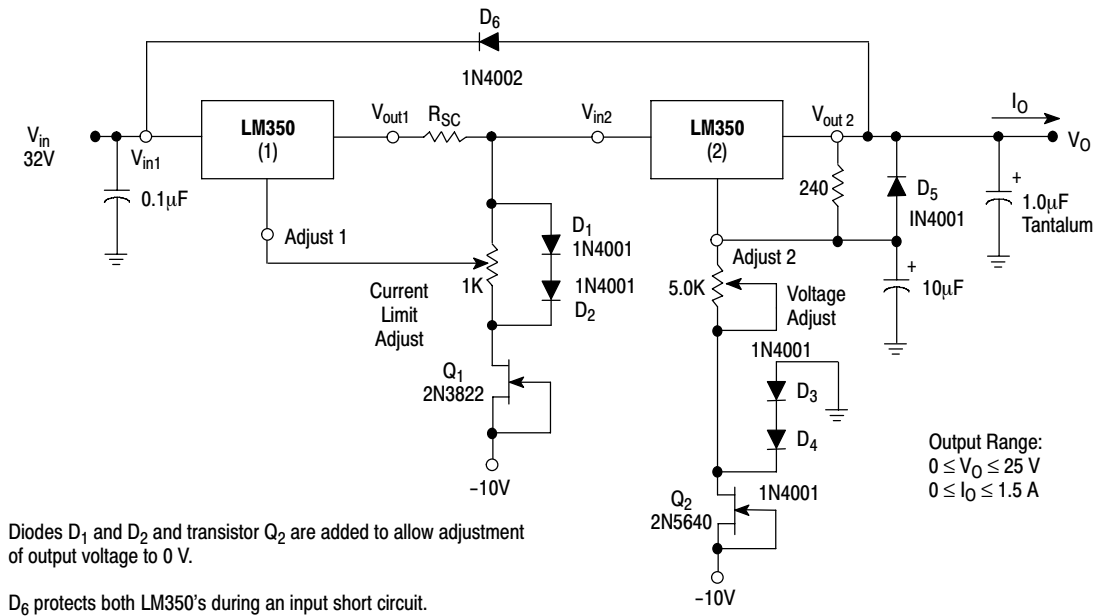 D6
1N4002
Vin
32V
Vin1
LM350
(1)
Vout1
RSC
Vin2
LM350
(2)
Vout 2
IO
VO
0.1μF
Adjust 1
Current
Limit
Adjust
1K
D1
1N4001
1N4001
D2
Q1
2N3822
–10V
240
D5
IN4001
+
1.0μF
Tantalum
Adjust 2
5.0K
Voltage
Adjust
+
10μF
1N4001
D3
D4
1N4001
Q2
2N5640
–10V
Output Range:
0 ≤ VO ≤ 25 V
0 ≤ IO ≤ 1.5 A
Diodes D1 and D2 and transistor Q2 are added to allow adjustment
of output voltage to 0 V.
D6 protects both LM350's during an input short circuit.